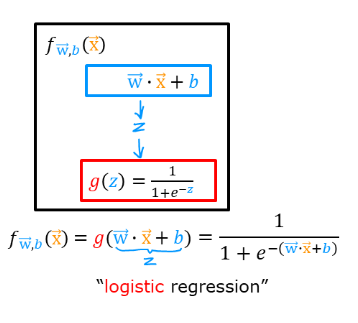 f_{\vec{w},b}(\vec{x})
\vec{w} \cdot \vec{x} + b
z
g(z) = \frac{1}{1+e^{-z}}
f_{\vec{w},b}(\vec{x}) = g(\underbrace{\vec{w} \cdot \vec{x} + b}_{z}) = \frac{1}{1+e^{-(\vec{w} \cdot \vec{x}+b)}}
“logistic regression”